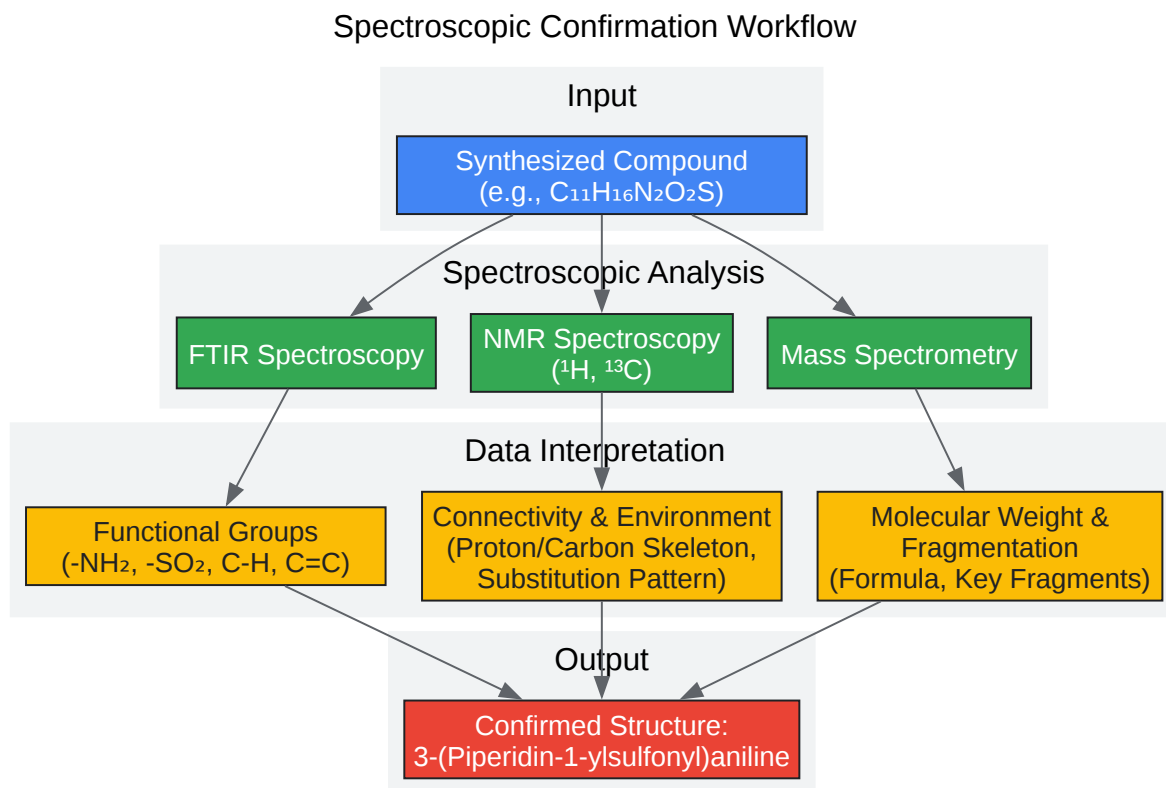 Spectroscopic Confirmation Workflow
Input
Synthesized Compound
(e.g., C₁₁H₁₆N₂O₂S)
Spectroscopic Analysis
FTIR Spectroscopy
NMR Spectroscopy
(¹H, ¹³C)
Mass Spectrometry
Data Interpretation
Functional Groups
(-NH₂, -SO₂, C-H, C=C)
Connectivity & Environment
(Proton/Carbon Skeleton,
Substitution Pattern)
Molecular Weight &
Fragmentation
(Formula, Key Fragments)
Output
Confirmed Structure:
3-(Piperidin-1-ylsulfonyl)aniline